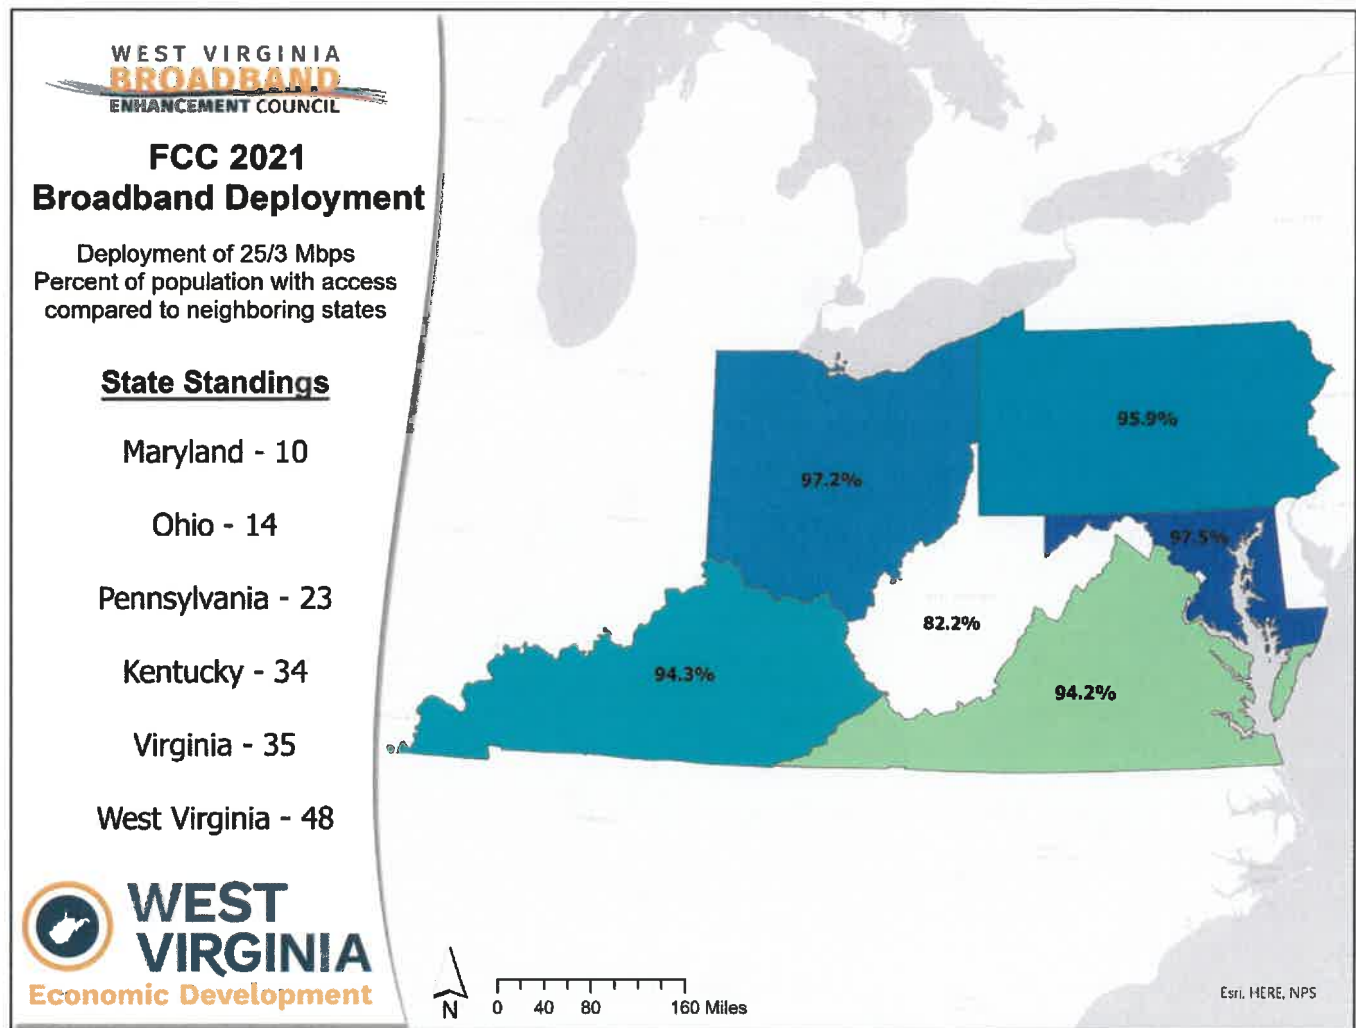 WEST VIRGINIA
BROADBAND
ENHANCEMENT COUNCIL
FCC 2021
Broadband Deployment
Deployment of 25/3 Mbps
Percent of population with access
compared to neighboring states
State Standings
Maryland - 10
Ohio - 14
Pennsylvania - 23
Kentucky - 34
Virginia - 35
West Virginia - 48
WEST
VIRGINIA
Economic Development
95.9%
97.2%
97.5%
82.2%
94.3%
94.2%
N
0 40 80 160 Miles
Esri, HERE, NPS